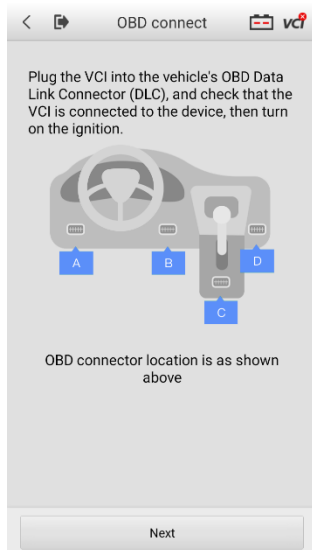 OBD connect
VCI
Plug the VCI into the vehicle's OBD Data
Link Connector (DLC), and check that the
VCI is connected to the device, then turn
on the ignition.
A
B
D
C
OBD connector location is as shown
above
Next